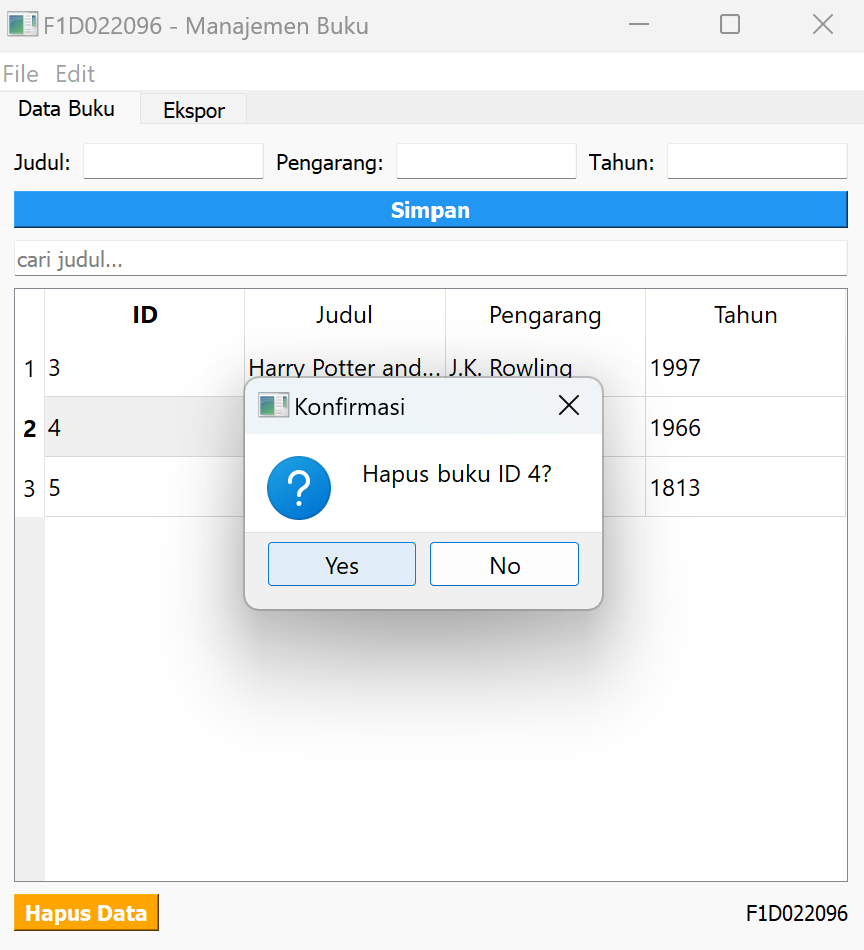 F1D022096 - Manajemen Buku
File Edit
Data Buku Ekspor
Judul: Pengarang: Tahun:
Simpan
cari judul...
ID Judul Pengarang Tahun
1 3 Harry Potter and... J.K. Rowling 1997
Konfirmasi
2 4 1966
Hapus buku ID 4?
3 5 1813
Yes No
Hapus Data F1D022096